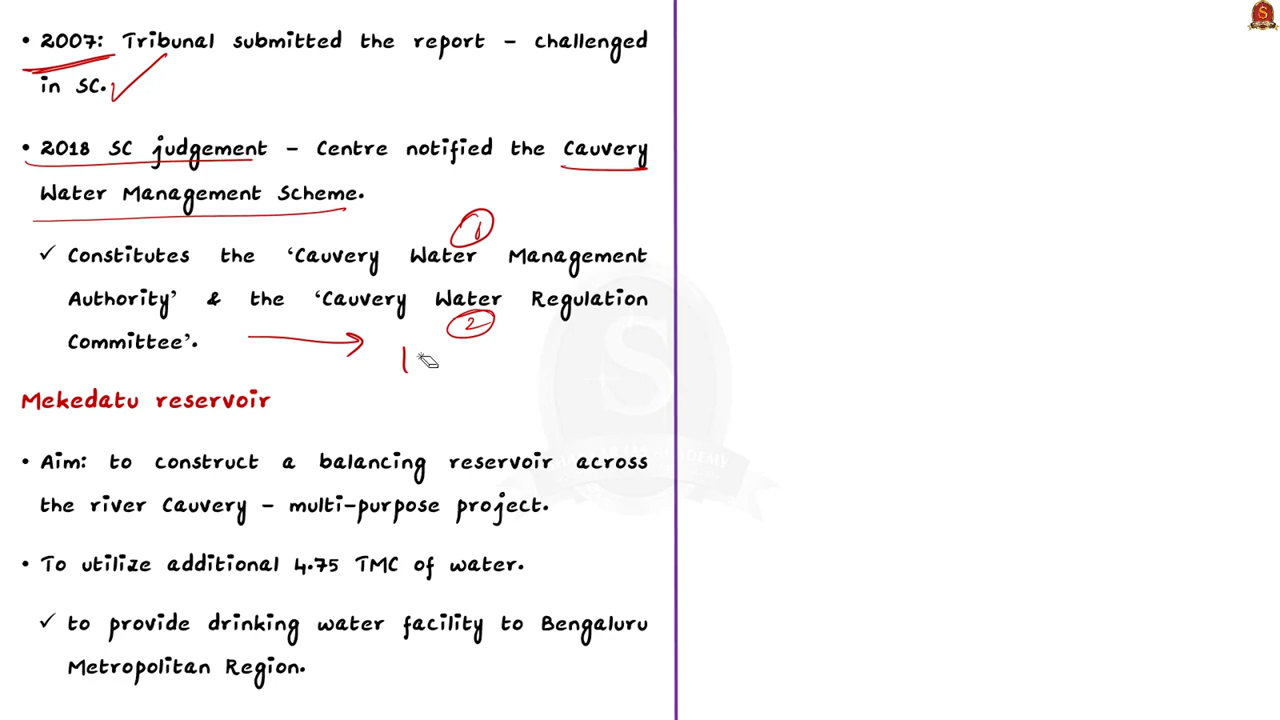 • 2007: Tribunal submitted the report – challenged
in SC.
• 2018 SC judgement – Centre notified the Cauvery
Water Management Scheme.
1
✓ Constitutes the ‘Cauvery Water Management
Authority’ & the ‘Cauvery Water Regulation
2
Committee’.
Mekedatu reservoir
• Aim: to construct a balancing reservoir across
the river Cauvery – multi-purpose project.
• To utilize additional 4.75 TMC of water.
✓ to provide drinking water facility to Bengaluru
Metropolitan Region.